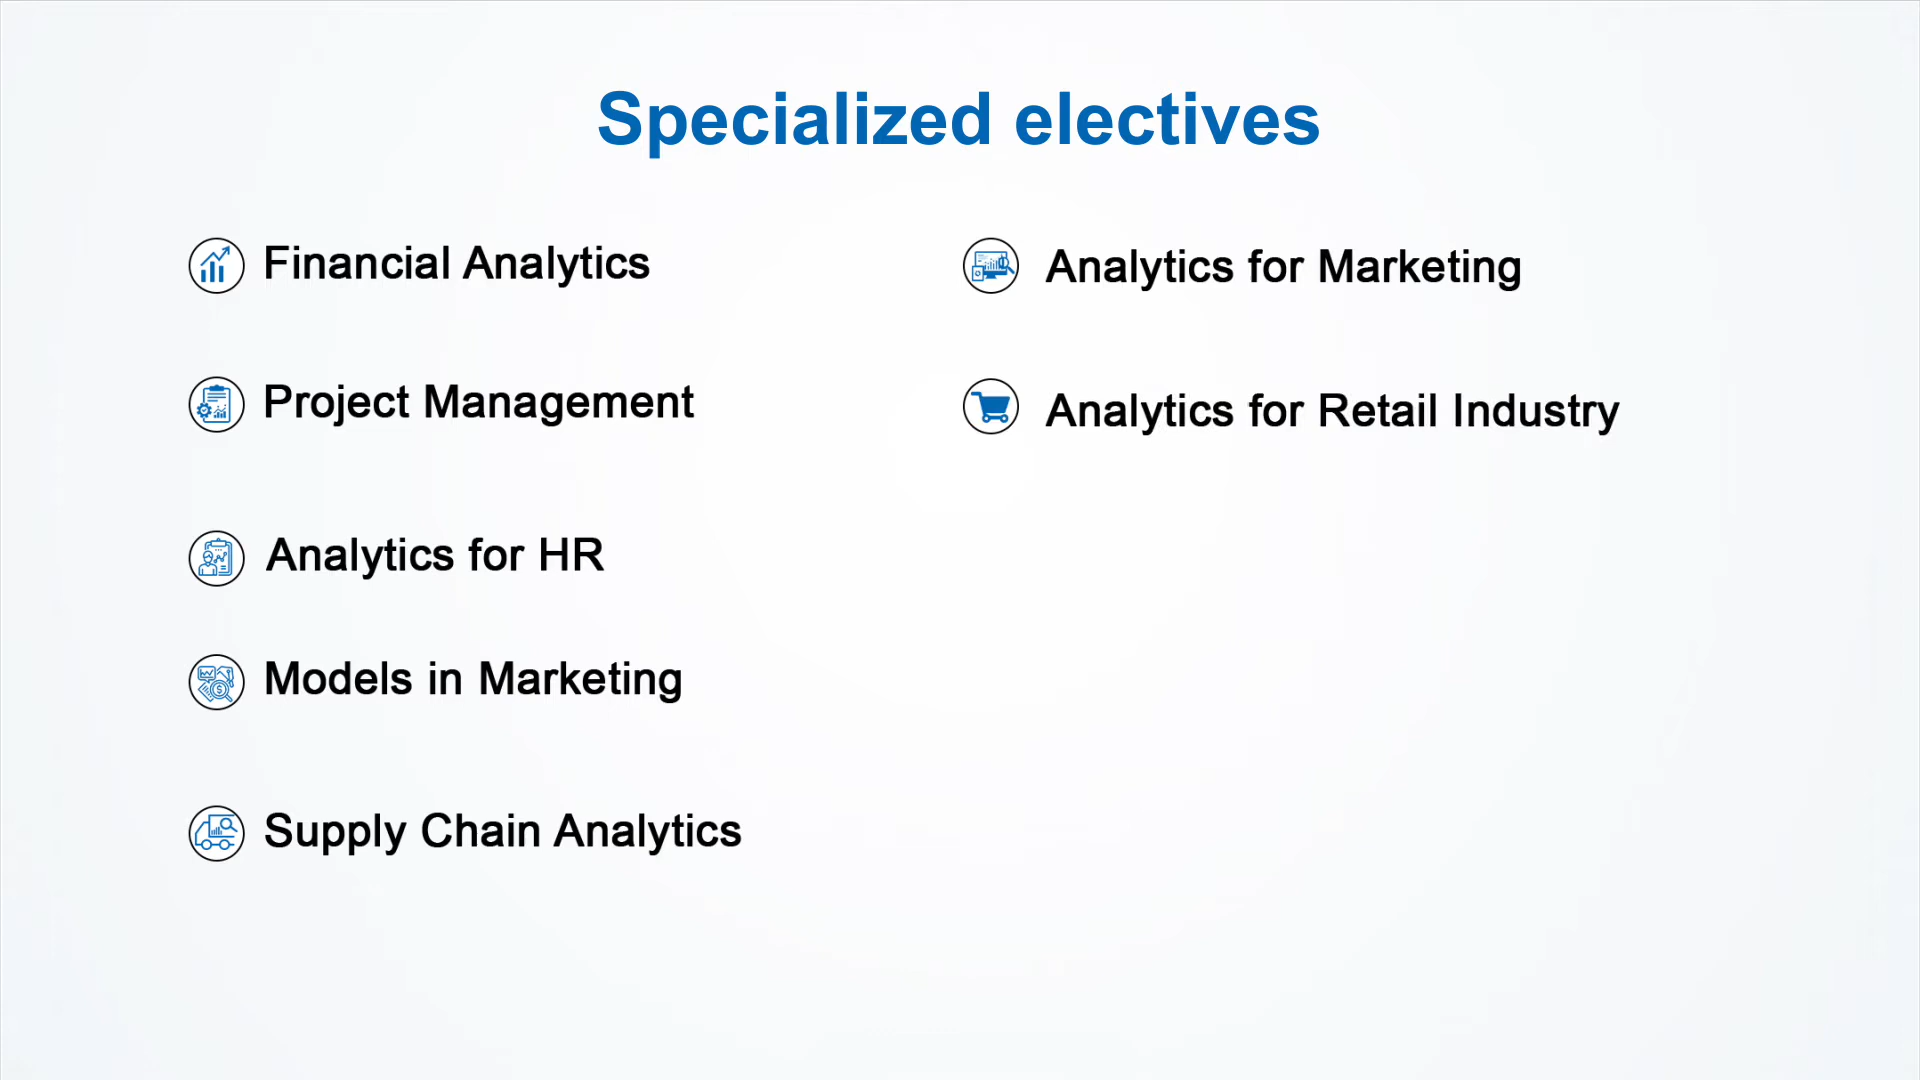 Specialized electives
Financial Analytics
Project Management
Analytics for HR
Models in Marketing
Supply Chain Analytics
Analytics for Marketing
Analytics for Retail Industry